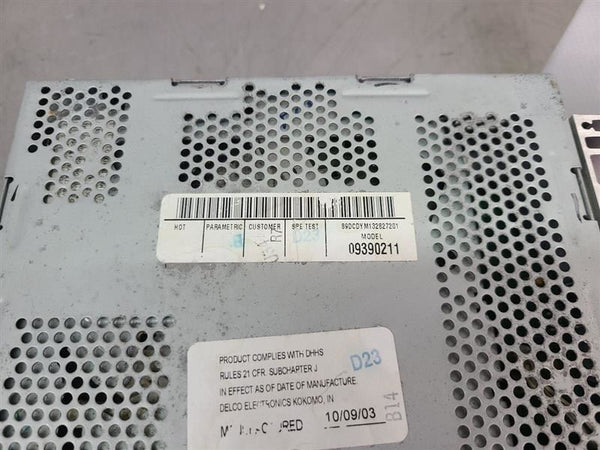 HOT PARAMETRIC CUSTOMER SPE TEST
D23
MODEL
09390211
PRODUCT COMPLIES WITH DHHS
RULES 21 CFR. SUBCHAPTER J
IN EFFECT AS OF DATE OF MANUFACTURE
DELCO ELECTRONICS KOKOMO, IN
10/09/03
D23
B14